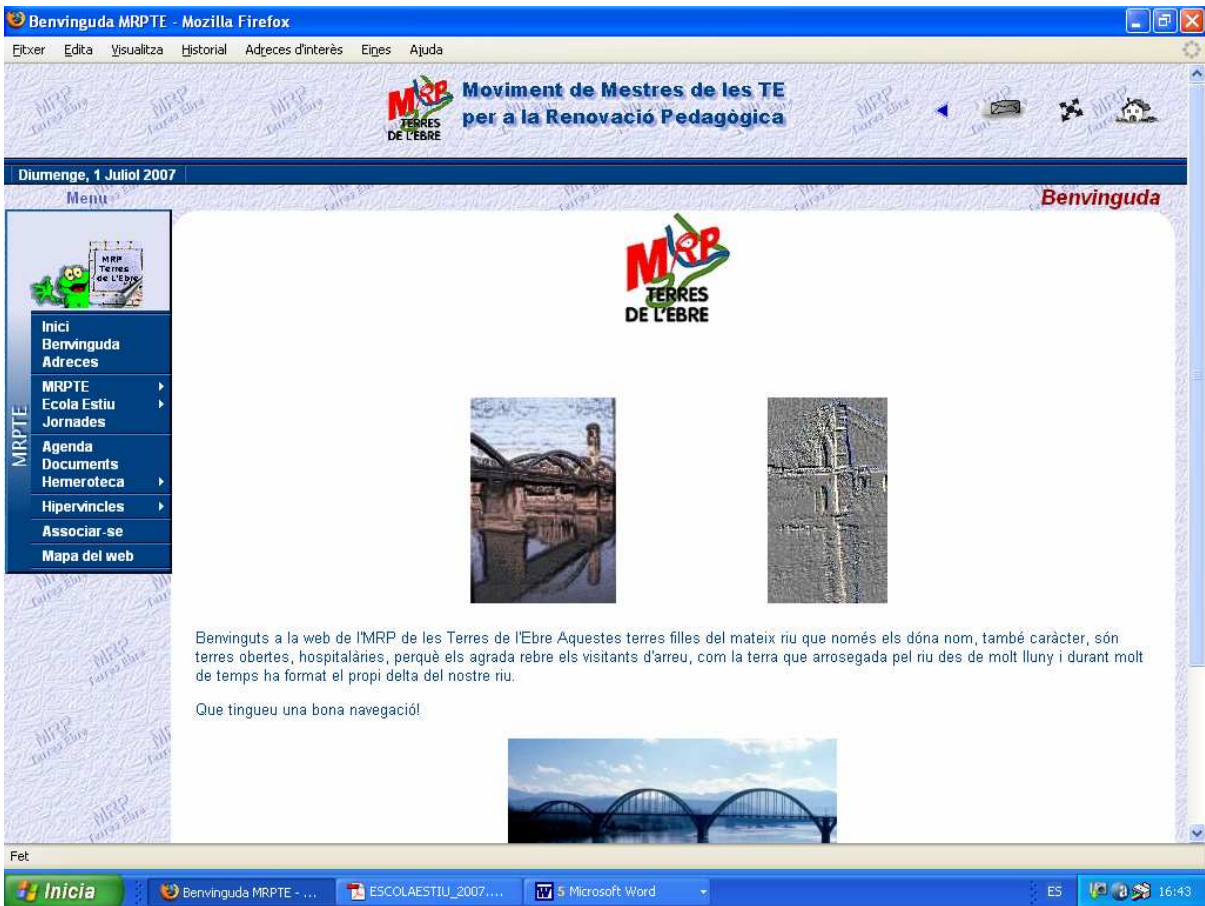 Benvinguda MRPTE - Mozilla Firefox
Fitxer Edita Visualitza Historial Adreces d'interès Eines Ajuda
MRP
TERRES
DE L'EBRE
Moviment de Mestres de les TE
per a la Renovació Pedagògica
Diumenge, 1 Juliol 2007
Menu
Benvinguda
MRP
Terres
de L'Ebre
MRPTE
Inici
Benvinguda
Adreces
MRPTE
Ecola Estiu
Jornades
Agenda
Documents
Hemeroteca
Hipervincles
Associar-se
Mapa del web
MRP
TERRES
DE L'EBRE
Benvinguts a la web de l'MRP de les Terres de l'Ebre Aquestes terres filles del mateix riu que només els dóna nom, també caràcter, són
terres obertes, hospitalàries, perquè els agrada rebre els visitants d'arreu, com la terra que arrosegada pel riu des de molt lluny i durant molt
de temps ha format el propi delta del nostre riu.
Que tingueu una bona navegació!
Fet
Inicia
Benvinguda MRPTE - ...
ESCOLAESTIU_2007....
5 Microsoft Word
ES
16:43